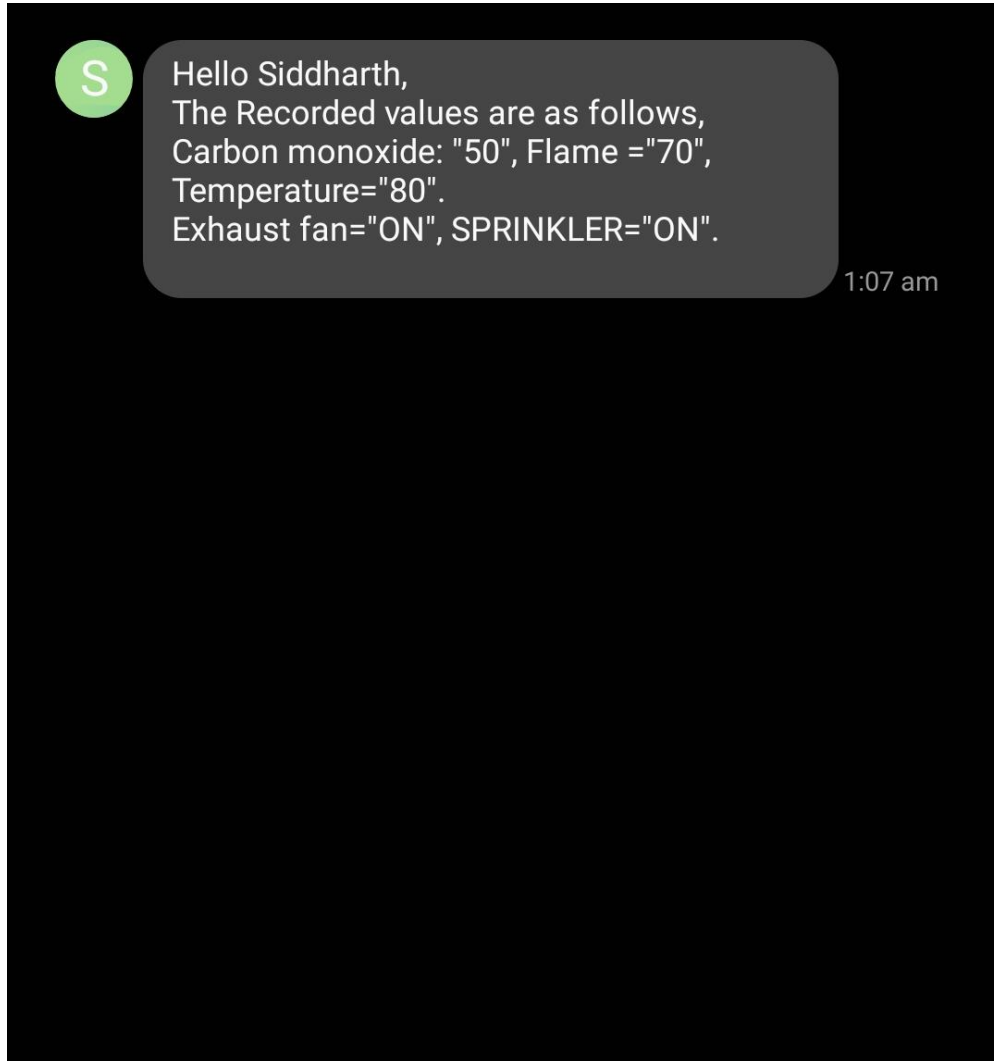 S
Hello Siddharth,
The Recorded values are as follows,
Carbon monoxide: "50", Flame ="70",
Temperature="80".
Exhaust fan="ON", SPRINKLER="ON".
1:07 am